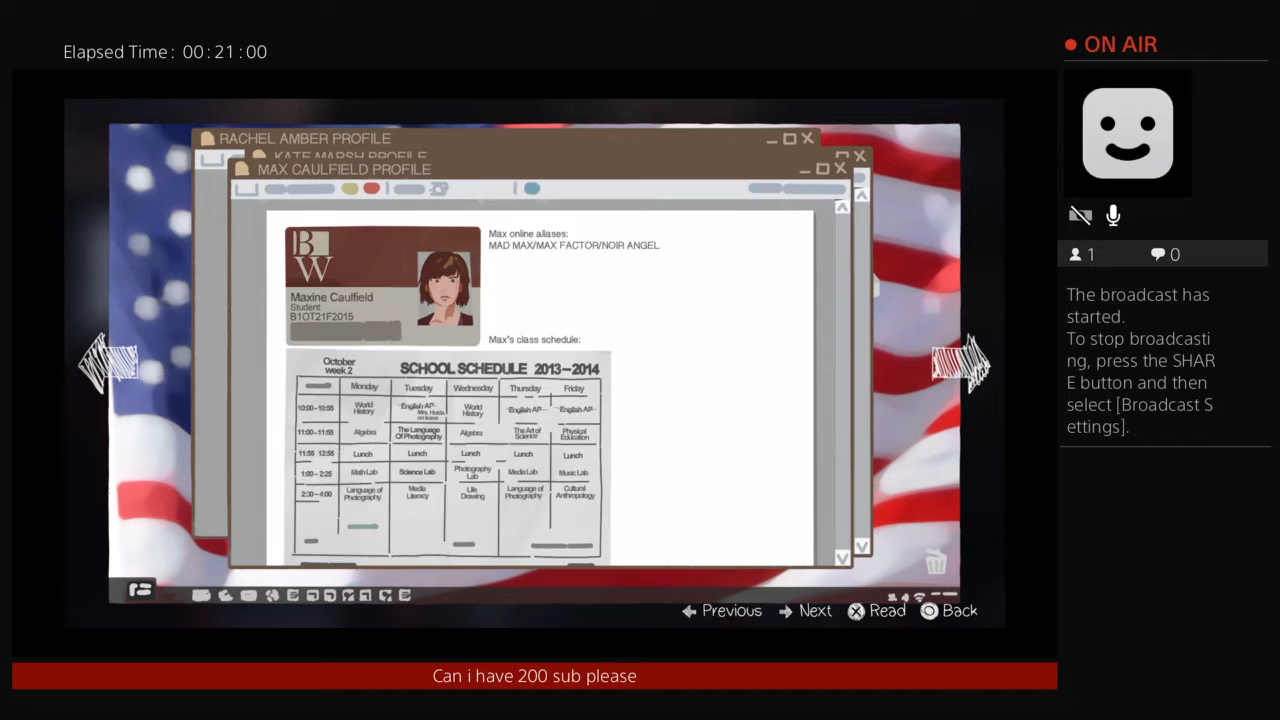 Elapsed Time: 00:21:00
ON AIR
RACHEL AMBER PROFILE
KATE MARSH PROFILE
MAX CAULFIELD PROFILE
B
W
Maxine Caulfield
Student
B1OT21F2015
Max online aliases:
MAD MAX/MAX FACTOR/NOIR ANGEL
Max's class schedule:
October
week 2
SCHOOL SCHEDULE 2013-2014
Monday Tuesday Wednesday Thursday Friday
10:00-10:55 World History English AP Mrs. Hoida on leave World History English AP English AP
11:00-11:55 Algebra The Language Of Photography Algebra The Art of Science Physical Education
11:55 12:55 Lunch Lunch Lunch Lunch Lunch
1:00-2:25 Math Lab Science Lab Photography Lab Media Lab Music Lab
2:30-4:00 Language of Photography Media Literacy Life Drawing Language of Photography Cultural Anthropology
Previous Next Read Back
1 0
The broadcast has
started.
To stop broadcasti
ng, press the SHAR
E button and then
select [Broadcast S
ettings].
Can i have 200 sub please